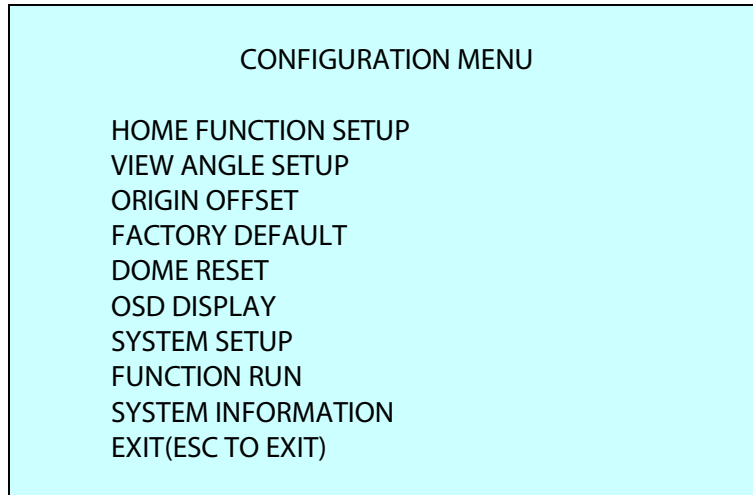 CONFIGURATION MENU
HOME FUNCTION SETUP
VIEW ANGLE SETUP
ORIGIN OFFSET
FACTORY DEFAULT
DOME RESET
OSD DISPLAY
SYSTEM SETUP
FUNCTION RUN
SYSTEM INFORMATION
EXIT(ESC TO EXIT)